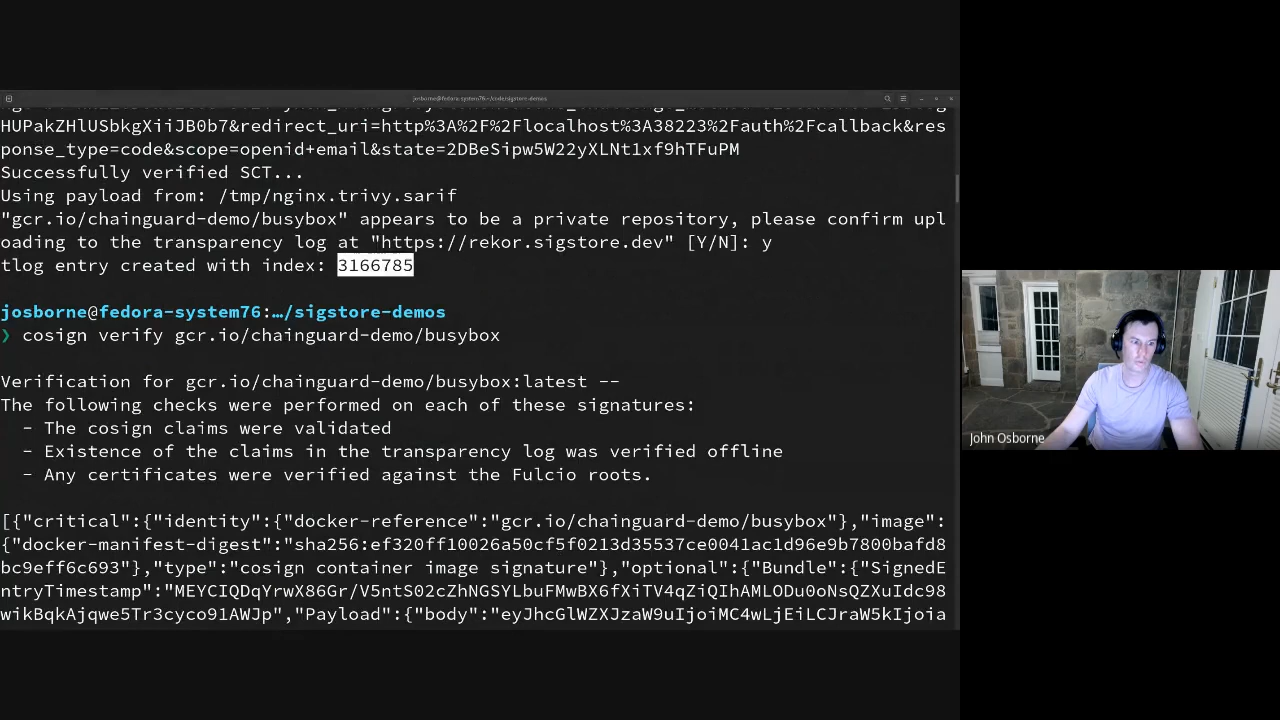 josborne@fedora-system76:~/code/sigstore-demos
HUPakZHlUSbkgXiiJB0b7&redirect_uri=http%3A%2F%2Flocalhost%3A38223%2Fauth%2Fcallback&res
ponse_type=code&scope=openid+email&state=2DBeSipw5W22yXLNt1xf9hTFuPM
Successfully verified SCT...
Using payload from: /tmp/nginx.trivy.sarif
"gcr.io/chainguard-demo/busybox" appears to be a private repository, please confirm upl
oading to the transparency log at "https://rekor.sigstore.dev" [Y/N]: y
tlog entry created with index: 3166785
josborne@fedora-system76:…/sigstore-demos
❯ cosign verify gcr.io/chainguard-demo/busybox
Verification for gcr.io/chainguard-demo/busybox:latest --
The following checks were performed on each of these signatures:
- The cosign claims were validated
- Existence of the claims in the transparency log was verified offline
- Any certificates were verified against the Fulcio roots.
[{"critical":{"identity":{"docker-reference":"gcr.io/chainguard-demo/busybox"},"image":
{"docker-manifest-digest":"sha256:ef320ff10026a50cf5f0213d35537ce0041ac1d96e9b7800bafd8
bc9eff6c693"},"type":"cosign container image signature"},"optional":{"Bundle":{"SignedE
ntryTimestamp":"MEYCIQDqYrwX86Gr/V5ntS02cZhNGSYLbuFMwBX6fXiTV4qZiQIhAMLODu0oNsQZXuIdc98
wikBqkAjqwe5Tr3cyco9lAWJp","Payload":{"body":"eyJhcGlWZXJzaW9uIjoiMC4wLjEiLCJraW5kIjoia
John Osborne